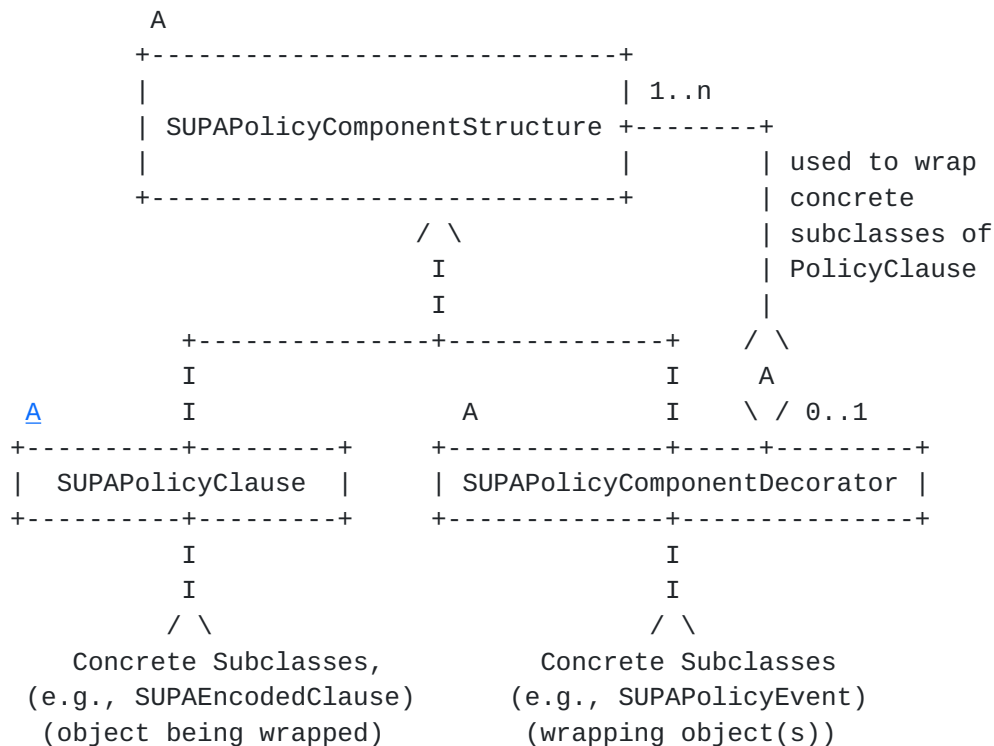 A
+------------------------------+
|                              | 1..n
| SUPAPolicyComponentStructure +--------+
|                              |        | used to wrap
+------------------------------+        | concrete
/ \                   | subclasses of
I                    | PolicyClause
I                    |
+---------------+--------------+    / \
I                              I     A
A         I                 A            I    \ / 0..1
+----------+---------+     +--------------+-----+---------+
|  SUPAPolicyClause  |     | SUPAPolicyComponentDecorator |
+----------+---------+     +--------------+---------------+
I                              I
I                              I
/ \                            / \
Concrete Subclasses,         Concrete Subclasses
(e.g., SUPAEncodedClause)      (e.g., SUPAPolicyEvent)
(object being wrapped)         (wrapping object(s))